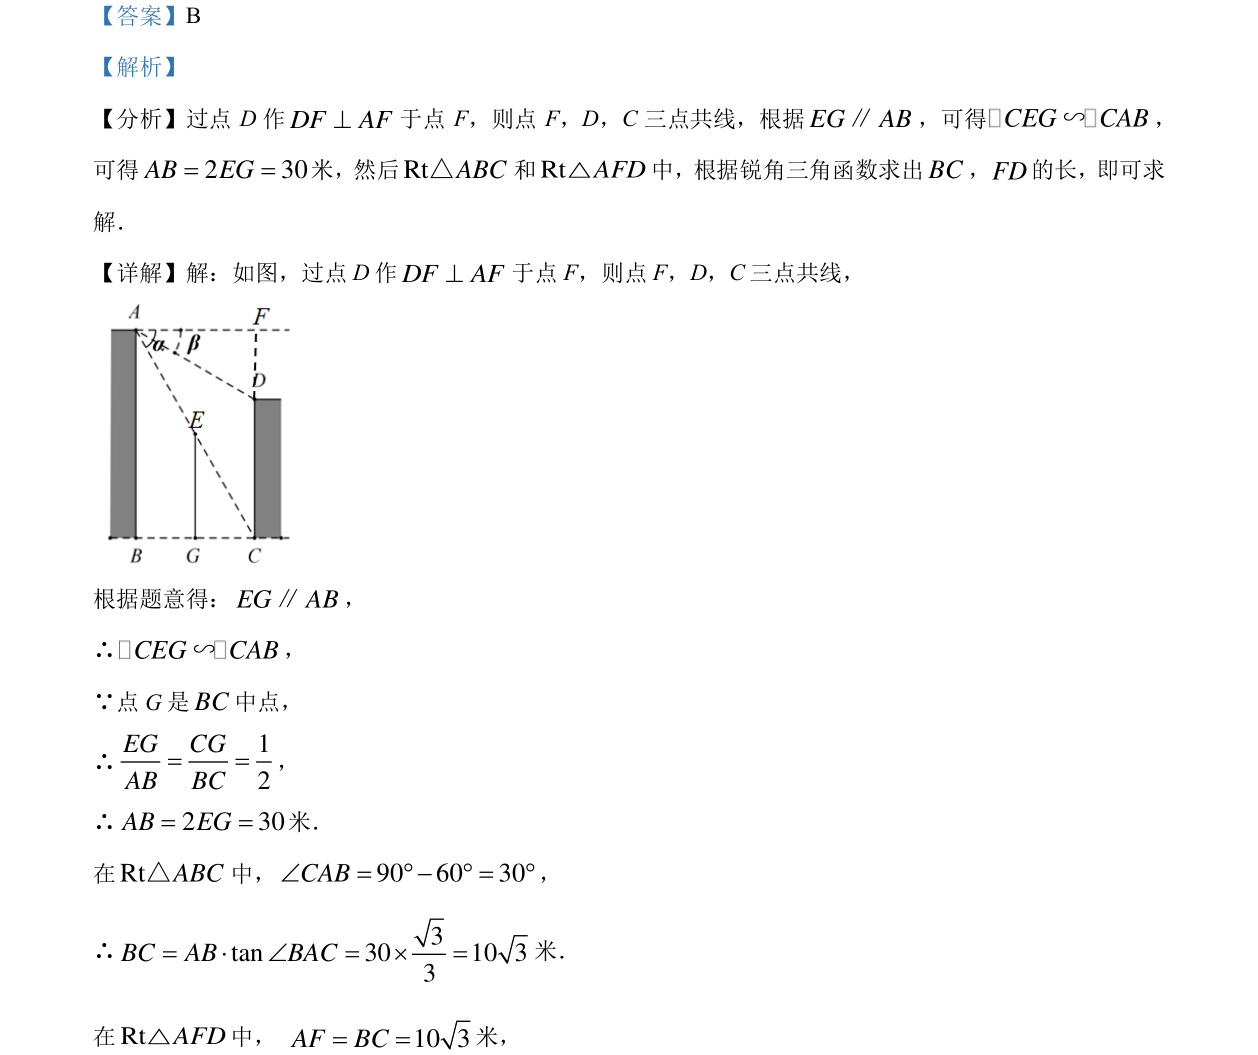 【答案】B
【解析】
【分析】过点 D 作 DF ⊥ AF 于点 F，则点 F，D，C 三点共线，根据 EG // AB，可得□CEG∽□CAB，
可得 AB = 2EG = 30米，然后 Rt△ABC 和 Rt△AFD 中，根据锐角三角函数求出 BC，FD 的长，即可求
解．
【详解】解：如图，过点 D 作 DF ⊥ AF 于点 F，则点 F，D，C 三点共线，
A F
α β
D
E
B G C
根据题意得：EG // AB，
∴□CEG∽□CAB，
∵点 G 是 BC 中点，
∴EG/AB = CG/BC = 1/2，
∴AB = 2EG = 30米．
在 Rt△ABC 中，∠CAB = 90° − 60° = 30°，
∴BC = AB·tan∠BAC = 30×√3/3 = 10√3 米．
在 Rt△AFD 中， AF = BC = 10√3 米，